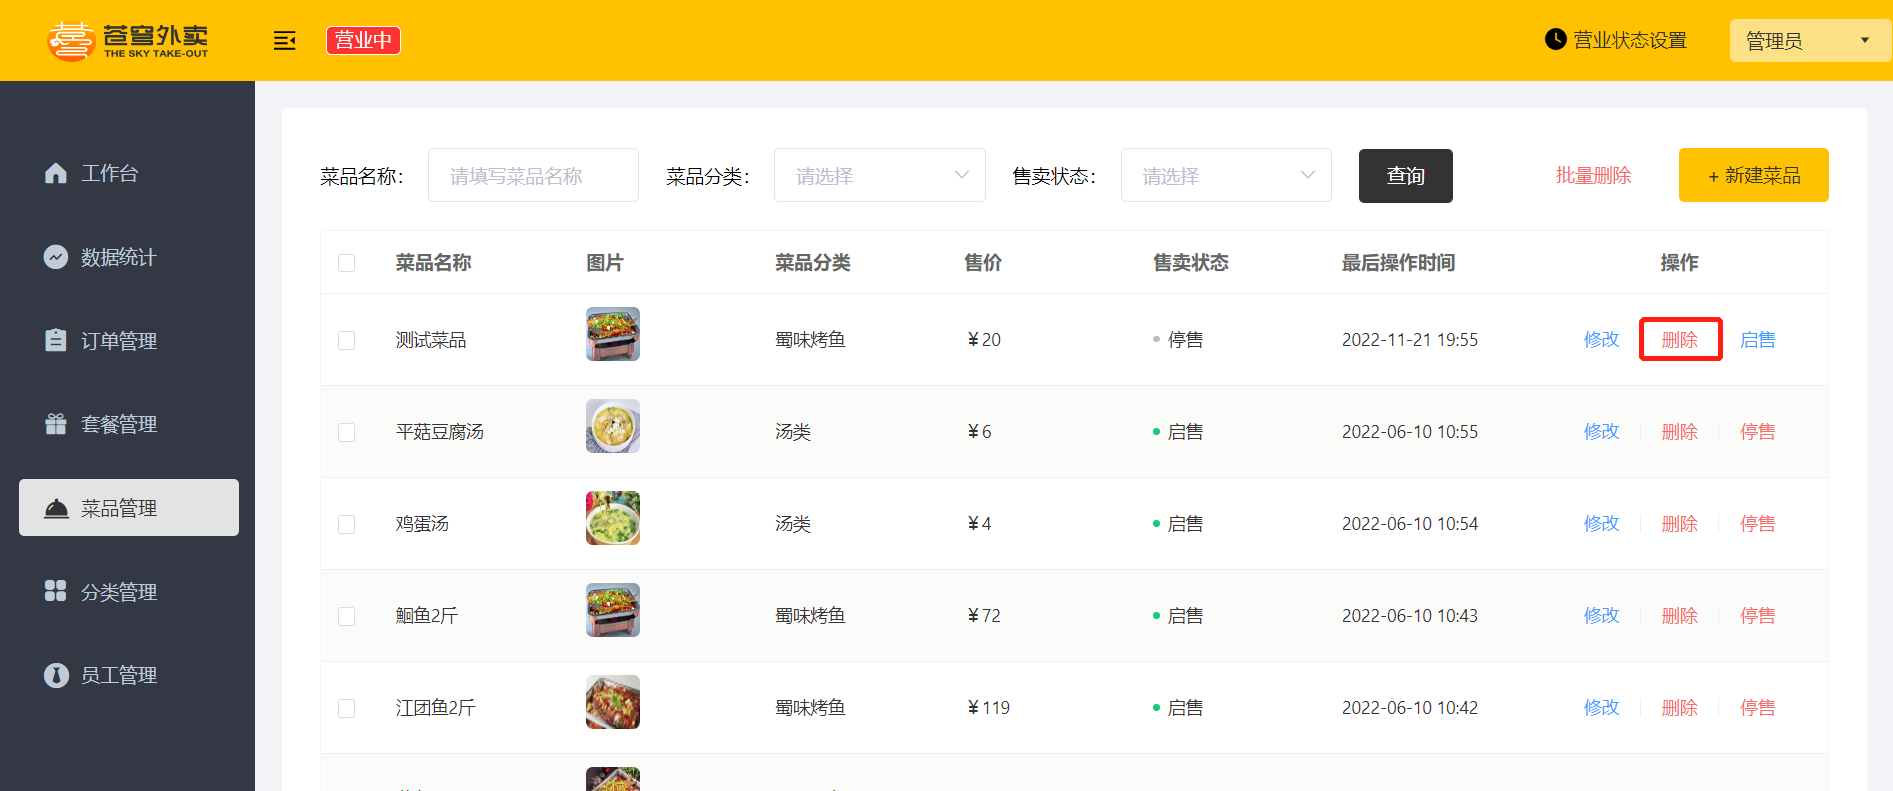 苍穹外卖
THE SKY TAKE-OUT
营业中
营业状态设置
管理员
工作台
数据统计
订单管理
套餐管理
菜品管理
分类管理
员工管理
菜品名称： 请填写菜品名称 菜品分类： 请选择 售卖状态： 请选择 查询 批量删除 + 新建菜品
菜品名称 图片 菜品分类 售价 售卖状态 最后操作时间 操作
测试菜品 蜀味烤鱼 ￥20 停售 2022-11-21 19:55 修改 删除 启售
平菇豆腐汤 汤类 ￥6 启售 2022-06-10 10:55 修改 删除 停售
鸡蛋汤 汤类 ￥4 启售 2022-06-10 10:54 修改 删除 停售
鮰鱼2斤 蜀味烤鱼 ￥72 启售 2022-06-10 10:43 修改 删除 停售
江团鱼2斤 蜀味烤鱼 ￥119 启售 2022-06-10 10:42 修改 删除 停售